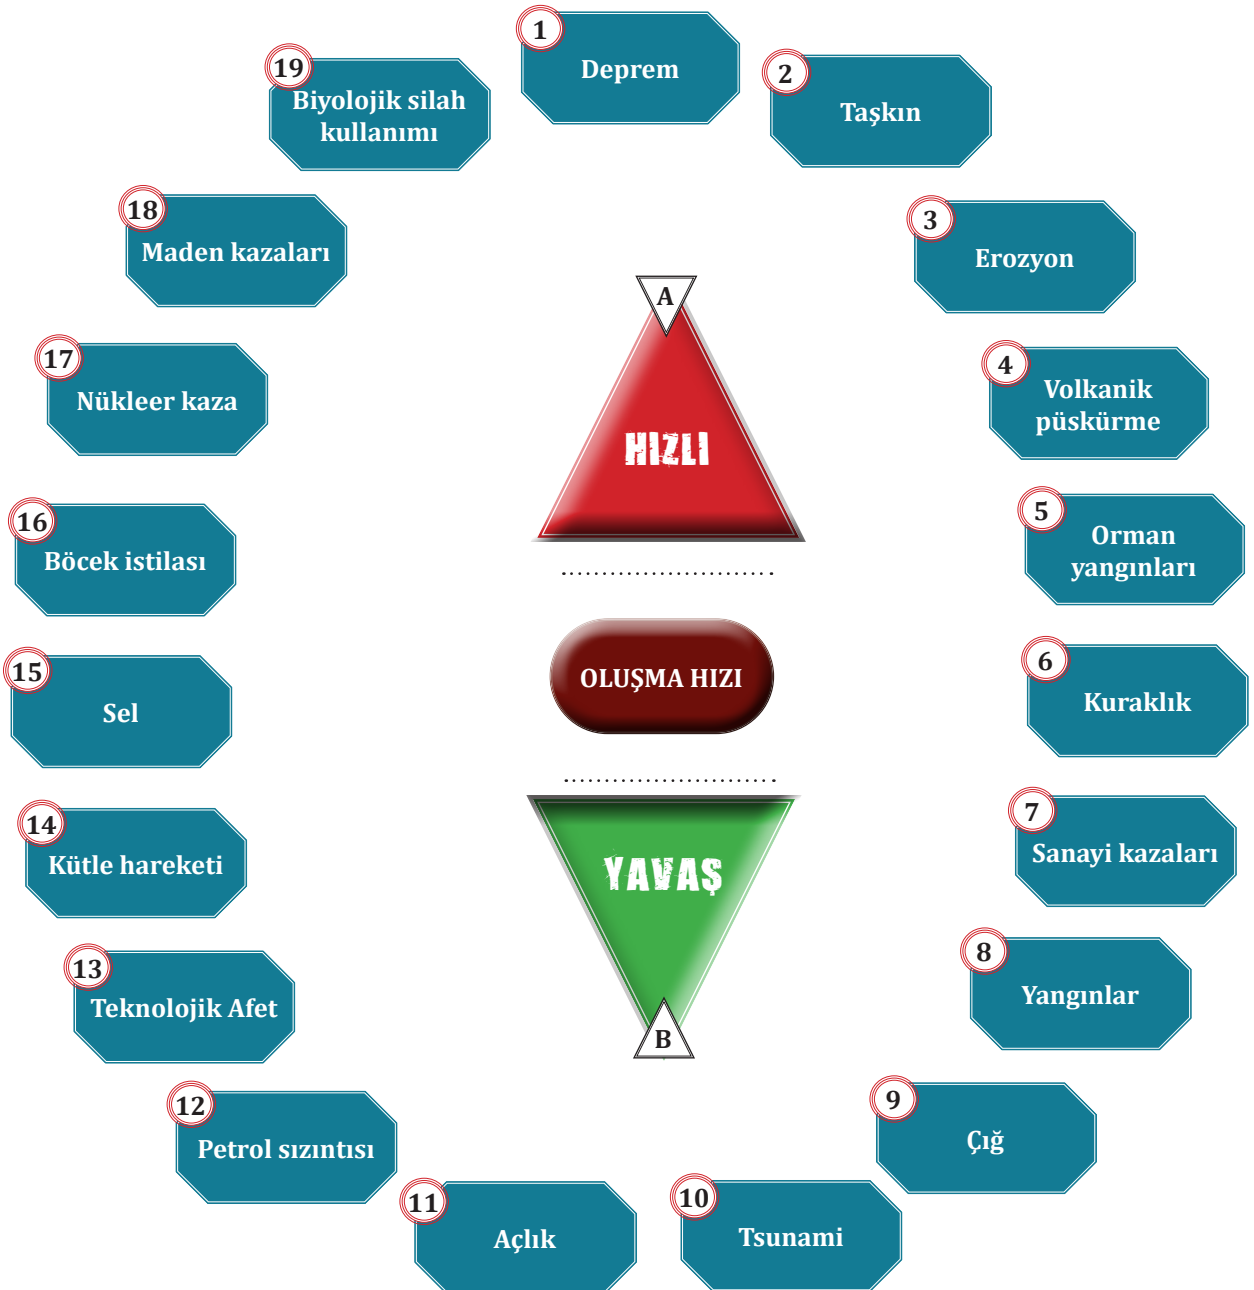 1
Deprem
2
Taşkın
3
Erozyon
4
Volkanik
püskürme
5
Orman
yangınları
6
Kuraklık
7
Sanayi kazaları
8
Yangınlar
9
Çığ
10
Tsunami
11
Açlık
12
Petrol sızıntısı
13
Teknolojik Afet
14
Kütle hareketi
15
Sel
16
Böcek istilası
17
Nükleer kaza
18
Maden kazaları
19
Biyolojik silah
kullanımı
A
HIZLI
OLUŞMA HIZI
YAVAŞ
B